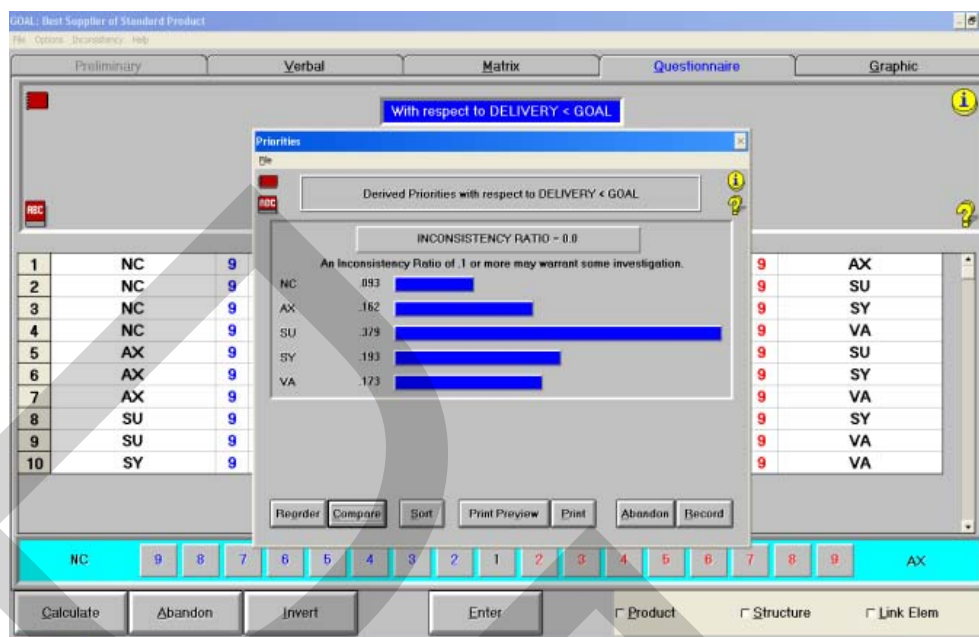 GOAL: Best Supplier of Standard Product
File Options Inconsistency Help
Preliminary Verbal Matrix Questionnaire Graphic
With respect to DELIVERY < GOAL
Priorities
File
ABC
ABC
Derived Priorities with respect to DELIVERY < GOAL
INCONSISTENCY RATIO = 0.0
An Inconsistency Ratio of .1 or more may warrant some investigation.
NC .093
AX .162
SU .379
SY .193
VA .173
1 NC 9 9 AX
2 NC 9 9 SU
3 NC 9 9 SY
4 NC 9 9 VA
5 AX 9 9 SU
6 AX 9 9 SY
7 AX 9 9 VA
8 SU 9 9 SY
9 SU 9 9 VA
10 SY 9 9 VA
Reorder Compare Sort Print Preview Print Abandon Record
NC 9 8 7 6 5 4 3 2 1 2 3 4 5 6 7 8 9 AX
Calculate Abandon Invert Enter Product Structure Link Elem